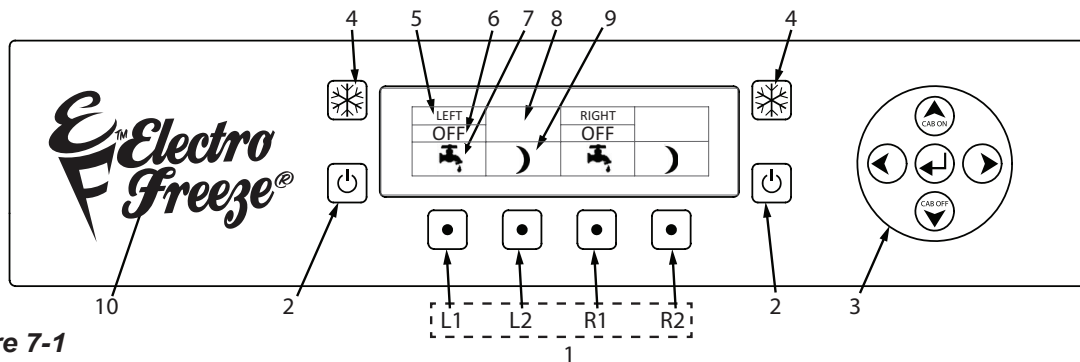 4 5 6 7 8 9 4
LEFT RIGHT
OFF OFF
CAB ON
™Electro
Freeze®
CAB OFF
10 2 L1 L2 R1 R2 2 3
1
re 7-1